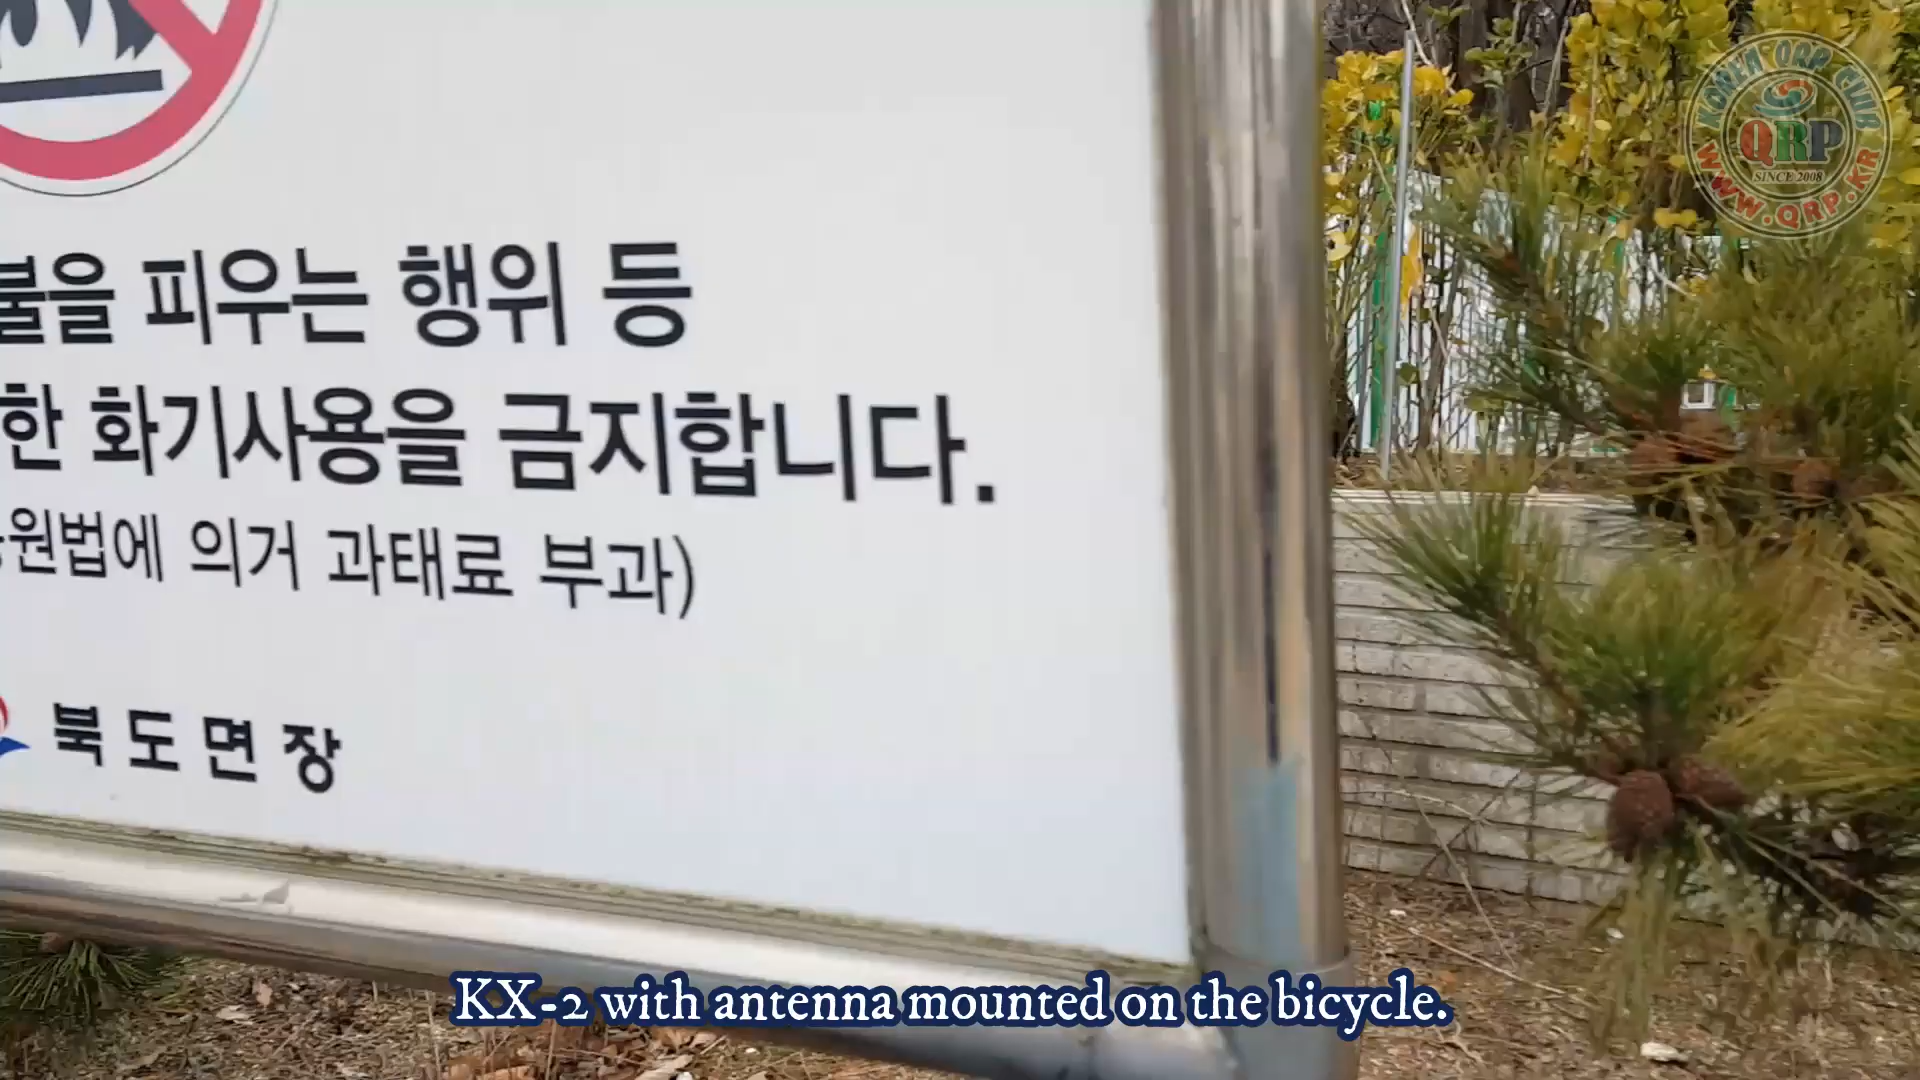 불을 피우는 행위 등
한 화기사용을 금지합니다.
원법에 의거 과태료 부과)
북도면장
KOREA QRP CLUB
QRP
SINCE 2008
WWW.QRP.KR
KX-2 with antenna mounted on the bicycle.